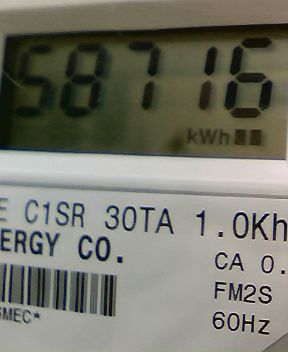 58716
kWh
E C1SR 30TA 1.0Kh
ERGY CO.
CA 0.
FM2S
60Hz
SMEC*